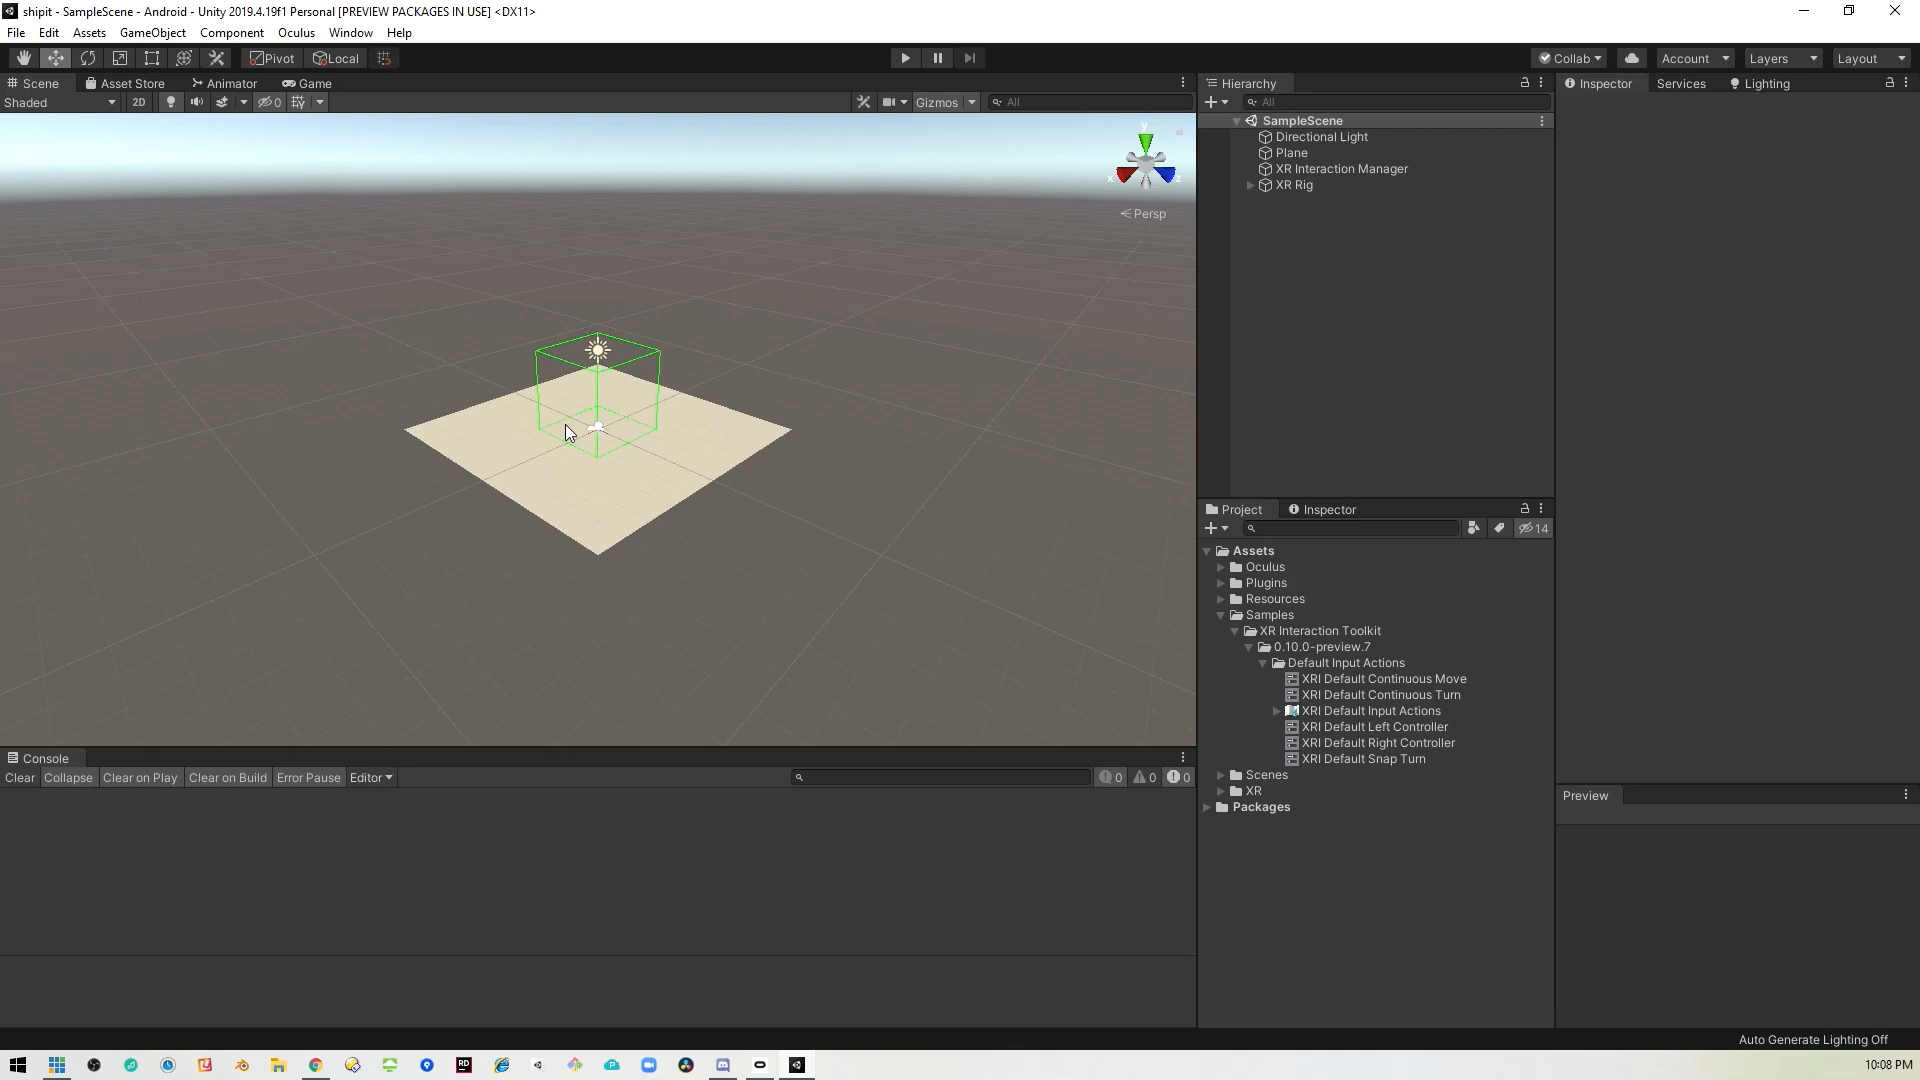 shipit - SampleScene - Android - Unity 2019.4.19f1 Personal [PREVIEW PACKAGES IN USE] <DX11>
File Edit Assets GameObject Component Oculus Window Help
Pivot Local Collab Account Layers Layout
Scene Asset Store Animator Game
Shaded 2D 0 Gizmos All
y
x z
Persp
Hierarchy
All
SampleScene
Directional Light
Plane
XR Interaction Manager
XR Rig
Inspector Services Lighting
Project Inspector
14
Assets
Oculus
Plugins
Resources
Samples
XR Interaction Toolkit
0.10.0-preview.7
Default Input Actions
XRI Default Continuous Move
XRI Default Continuous Turn
XRI Default Input Actions
XRI Default Left Controller
XRI Default Right Controller
XRI Default Snap Turn
Scenes
XR
Packages
Console
Clear Collapse Clear on Play Clear on Build Error Pause Editor 0 0 0
Preview
Auto Generate Lighting Off
RD
10:08 PM